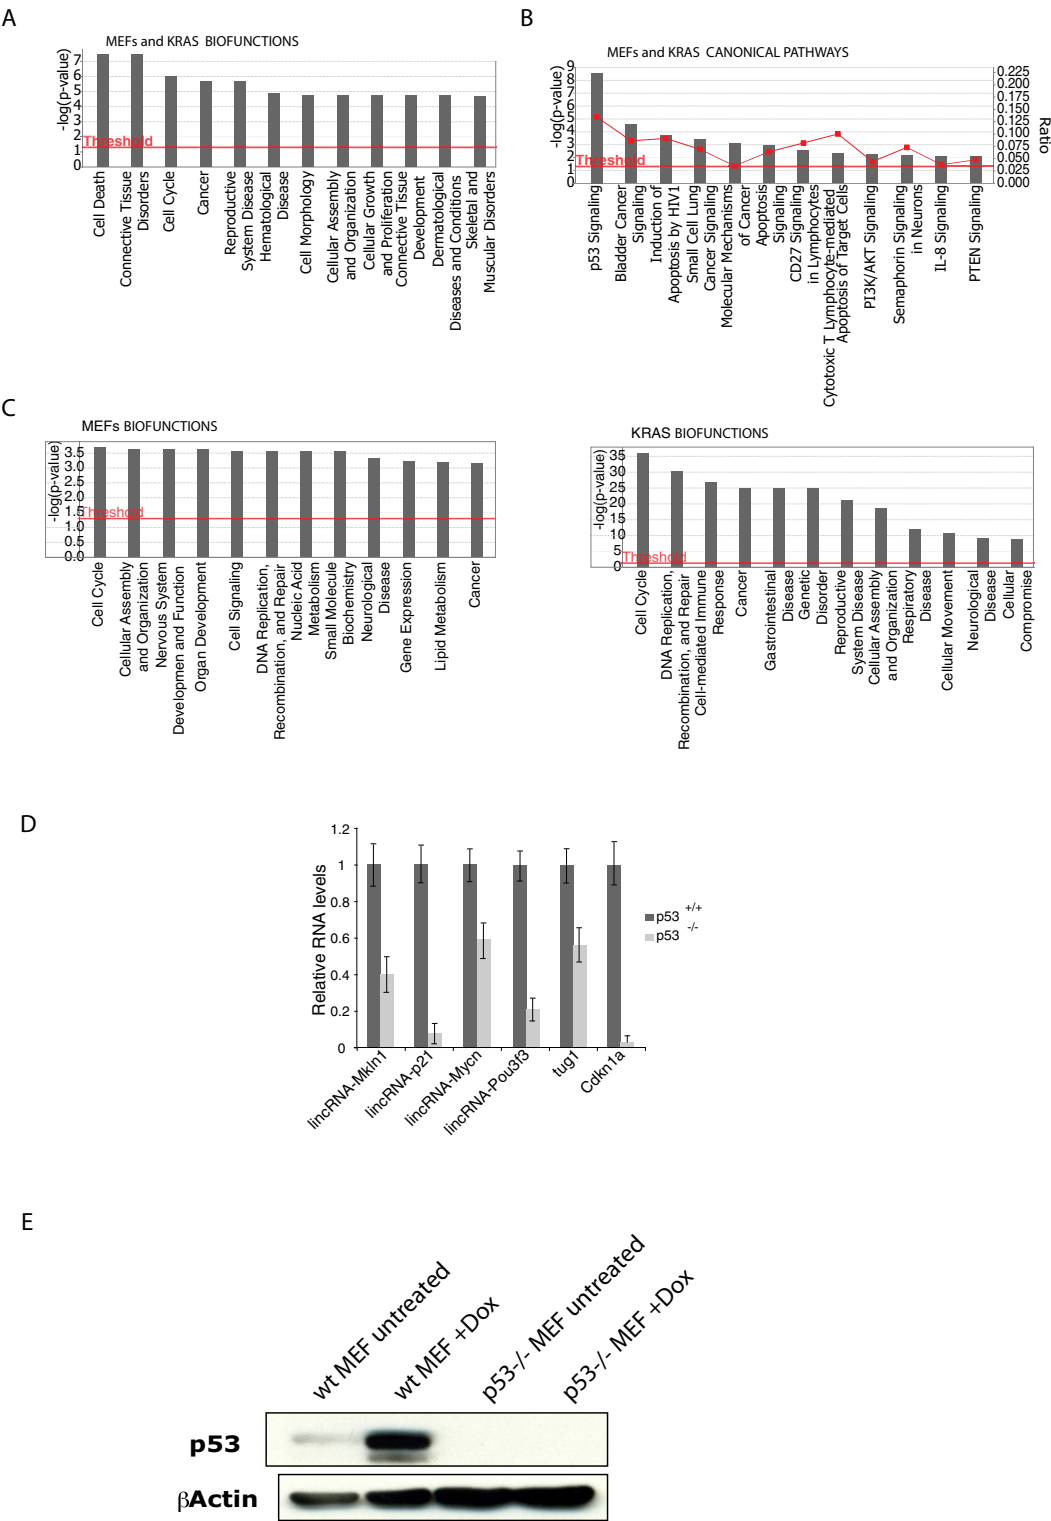 A
MEFs and KRAS BIOFUNCTIONS
-log(p-value)
7
6
5
4
3
2
1
0
Threshold
Cell Death
Connective Tissue
Disorders
Cell Cycle
Cancer
Reproductive
System Disease
Hematological
Disease
Cell Morphology
Cellular Assembly
and Organization
Cellular Growth
and Proliferation
Connective Tissue
Development
Dermatological
Diseases and Conditions
Skeletal and
Muscular Disorders
B
MEFs and KRAS CANONICAL PATHWAYS
-log(p-value)
9
8
7
6
5
4
3
2
1
0
Threshold
0.225
0.200
0.175
0.150
0.125
0.100
0.075
0.050
0.025
0.000
Ratio
p53 Signaling
Bladder Cancer
Signaling
Induction of
Apoptosis by HIV1
Small Cell Lung
Cancer Signaling
Molecular Mechanisms
of Cancer
Apoptosis
Signaling
CD27 Signaling
in Lymphocytes
Cytotoxic T Lymphocyte-mediated
Apoptosis of Target Cells
PI3K/AKT Signaling
Semaphorin Signaling
in Neurons
IL-8 Signaling
PTEN Signaling
C
MEFs BIOFUNCTIONS
-log(p-value)
3.5
3.0
2.5
2.0
1.5
1.0
0.5
0.0
Threshold
Cell Cycle
Cellular Assembly
and Organization
Nervous System
Developmen and Function
Organ Development
Cell Signaling
DNA Replication,
Recombination, and Repair
Nucleic Acid
Metabolism
Small Molecule
Biochemistry
Neurological
Disease
Gene Expression
Lipid Metabolism
Cancer
KRAS BIOFUNCTIONS
-log(p-value)
35
30
25
20
15
10
5
0
Threshold
Cell Cycle
DNA Replication,
Recombination, and Repair
Cell-mediated Immune
Response
Cancer
Gastrointestinal
Disease
Genetic
Disorder
Reproductive
System Disease
Cellular Assembly
and Organization
Respiratory
Disease
Cellular Movement
Neurological
Disease
Cellular
Compromise
D
Relative RNA levels
1.2
1
0.8
0.6
0.4
0.2
0
lincRNA-Mkln1
lincRNA-p21
lincRNA-Mycn
lincRNA-Pou3f3
tug1
Cdkn1a
p53 +/+
p53 -/-
E
wt MEF untreated
wt MEF +Dox
p53-/- MEF untreated
p53-/- MEF +Dox
p53
βActin